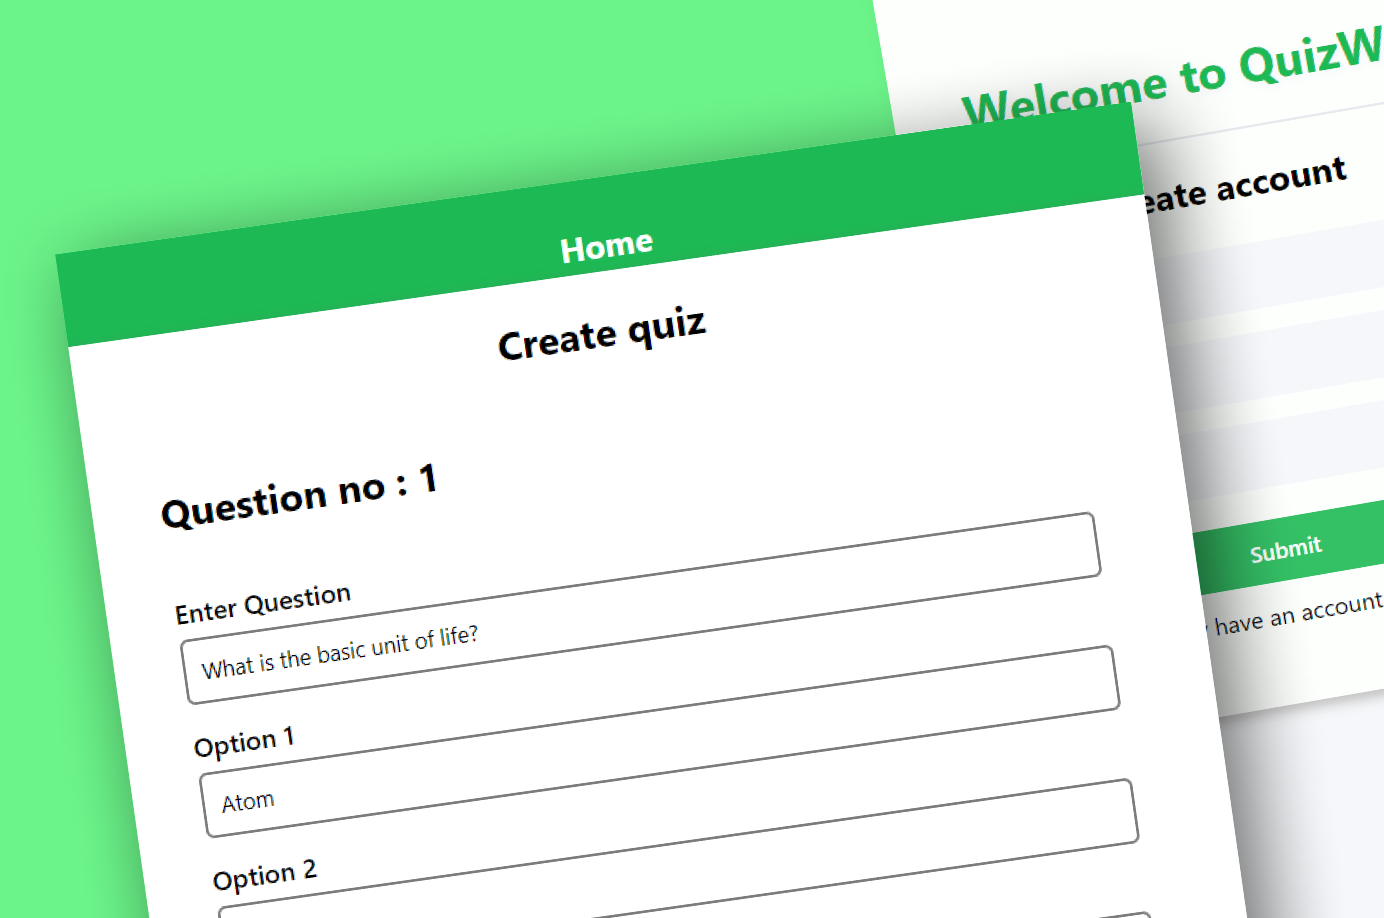 Welcome to QuizW
eate account
Submit
have an account
Home
Create quiz
Question no : 1
Enter Question
What is the basic unit of life?
Option 1
Atom
Option 2